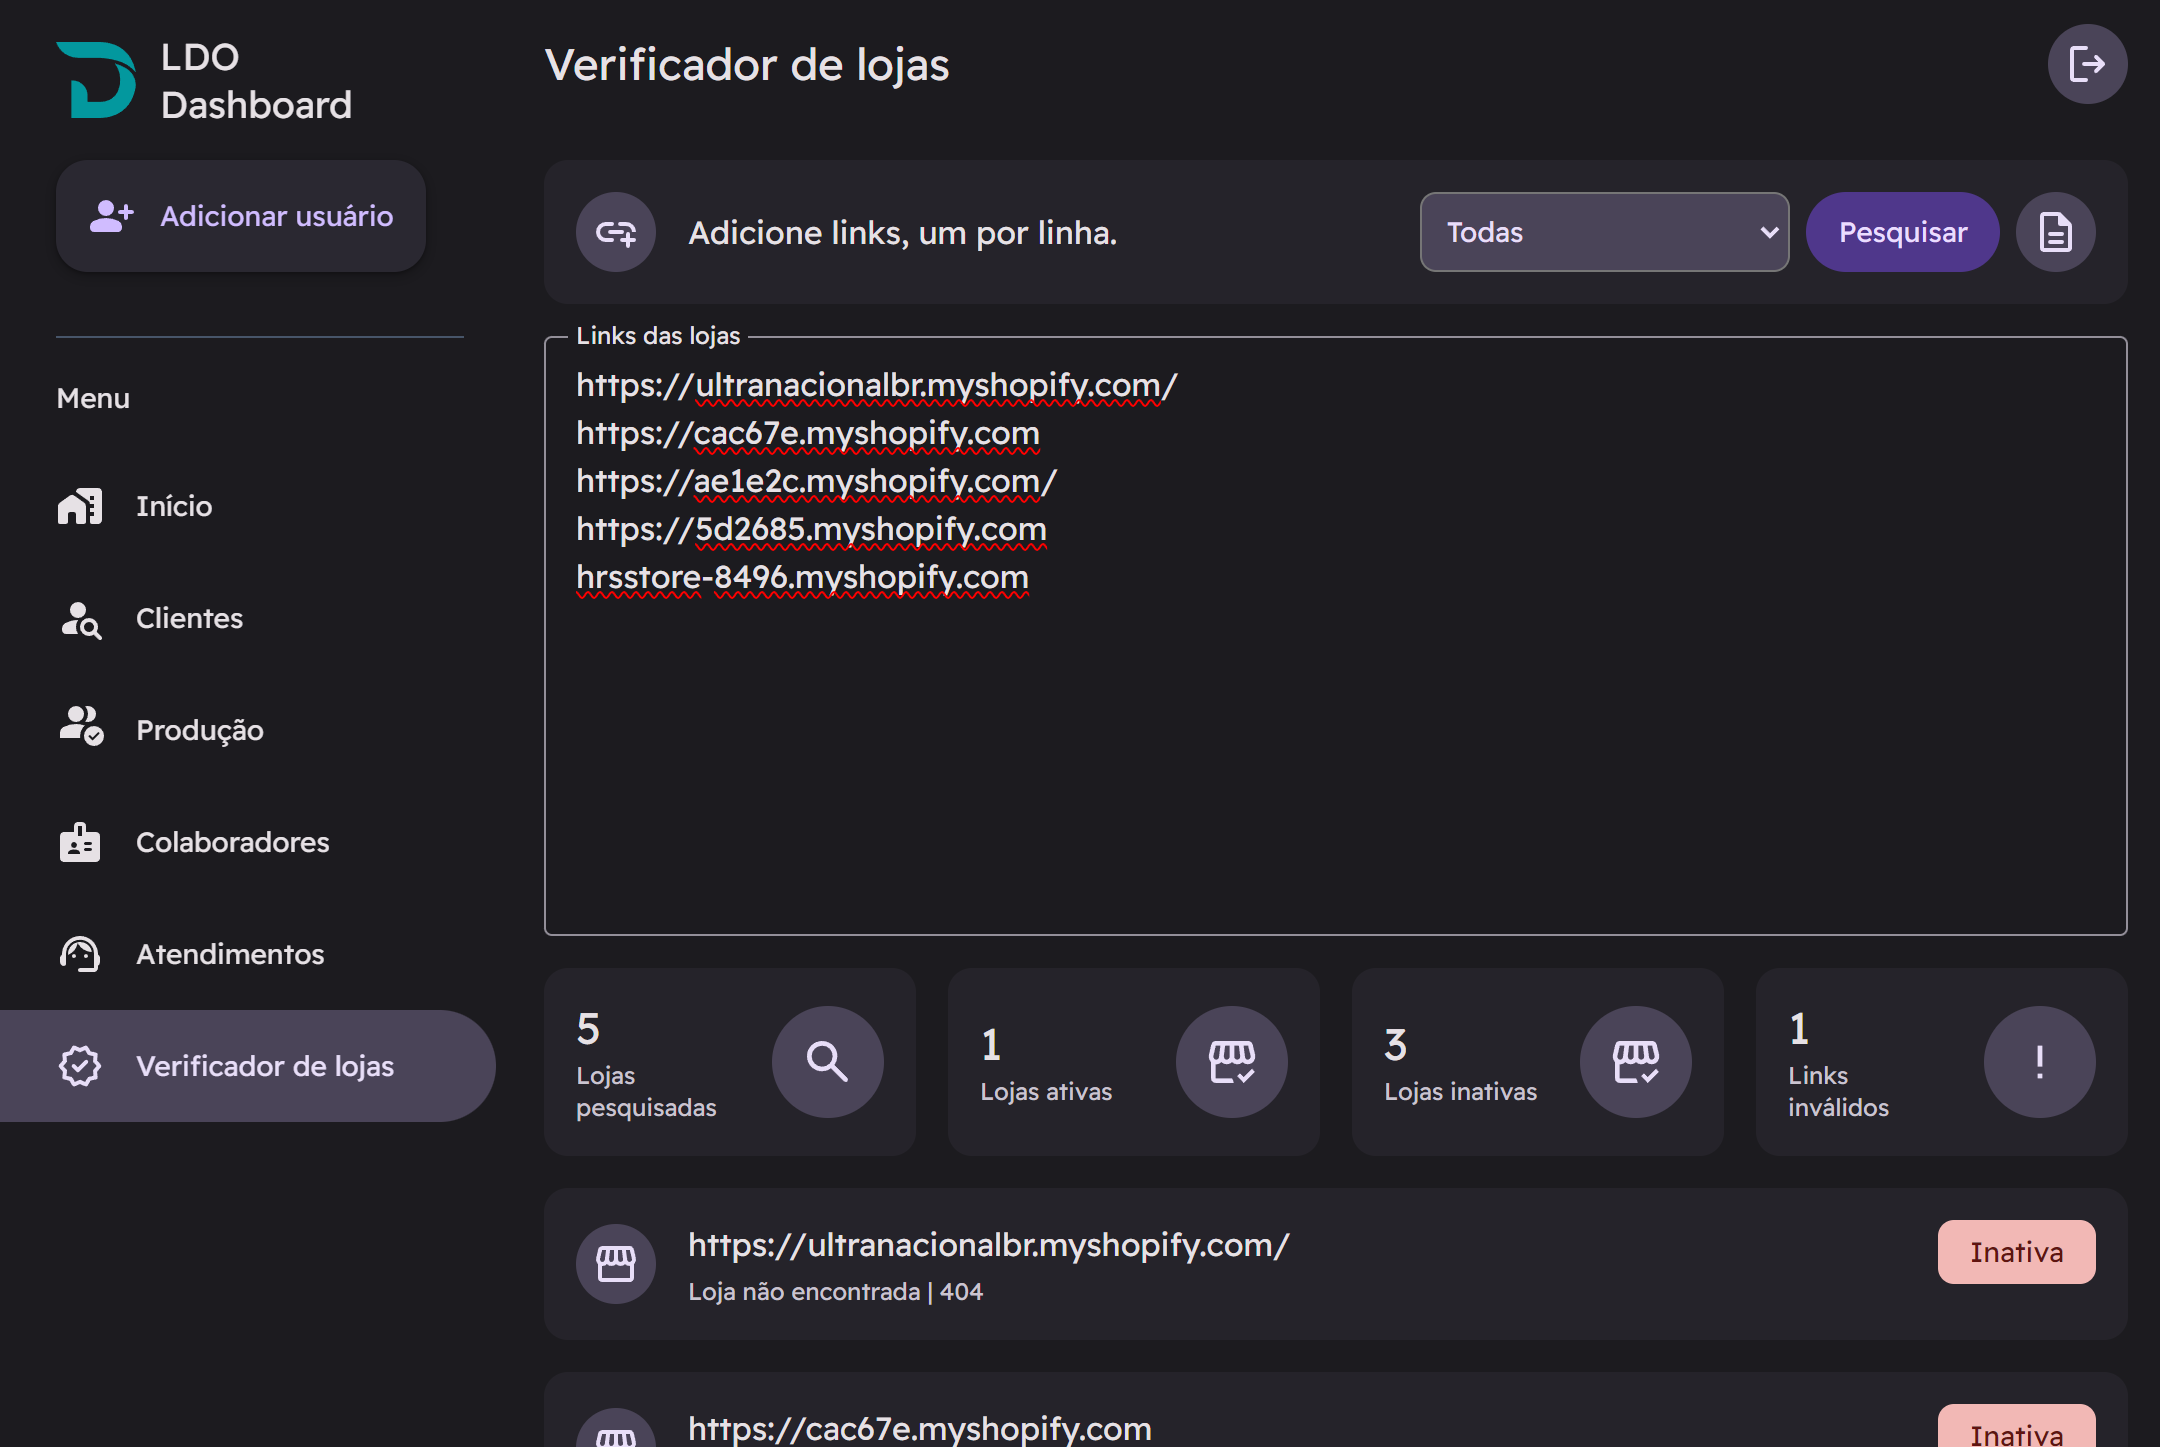 LDO
Dashboard
Verificador de lojas
Adicionar usuário
Adicione links, um por linha.
Todas
Pesquisar
Menu
Início
Clientes
Produção
Colaboradores
Atendimentos
Verificador de lojas
Links das lojas
https://ultranacionalbr.myshopify.com/
https://cac67e.myshopify.com
https://ae1e2c.myshopify.com/
https://5d2685.myshopify.com
hrsstore-8496.myshopify.com
5
Lojas
pesquisadas
1
Lojas ativas
3
Lojas inativas
1
Links
inválidos
https://ultranacionalbr.myshopify.com/
Loja não encontrada | 404
Inativa
https://cac67e.myshopify.com
Inativa